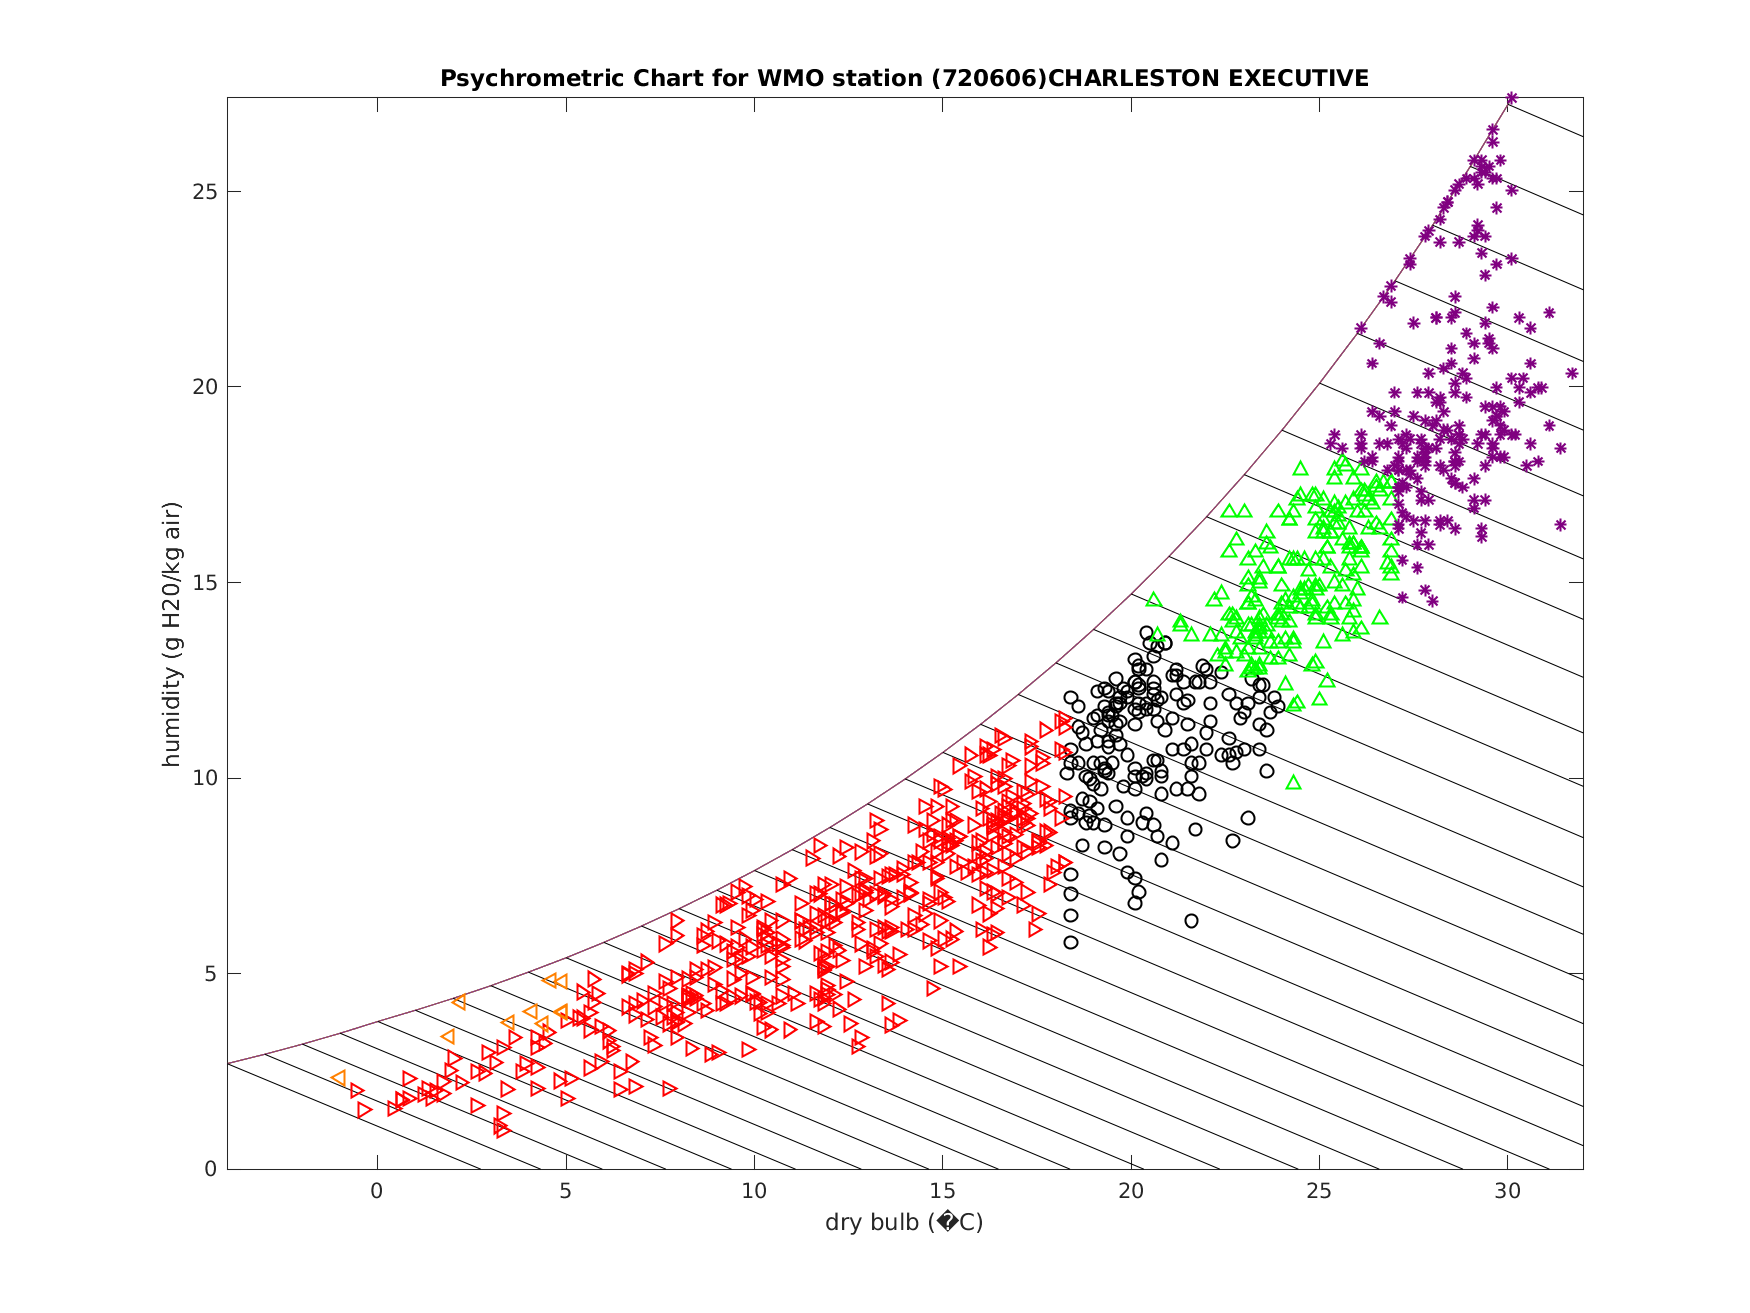 Psychrometric Chart for WMO station (720606)CHARLESTON EXECUTIVE
humidity (g H20/kg air)
25
20
15
10
5
0
0 5 10 15 20 25 30
dry bulb (�C)